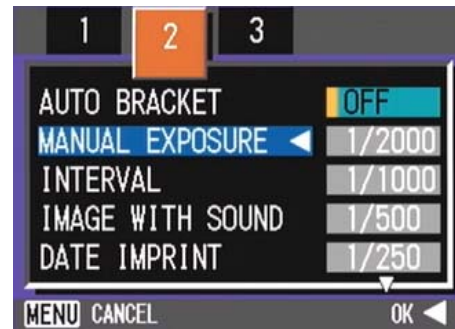 1 2 3
AUTO BRACKET OFF
MANUAL EXPOSURE 1/2000
INTERVAL 1/1000
IMAGE WITH SOUND 1/500
DATE IMPRINT 1/250
MENU CANCEL OK